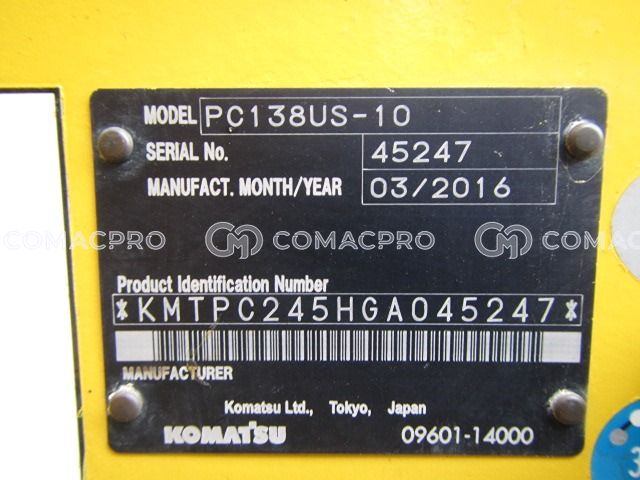 MODEL PC138US-10
SERIAL No. 45247
MANUFACT. MONTH/YEAR 03/2016
COMACPRO COMACPRO COMACPRO
Product Identification Number
*KMTPC245HGA045247*
MANUFACTURER
Komatsu Ltd., Tokyo, Japan
KOMATSU 09601-14000
3